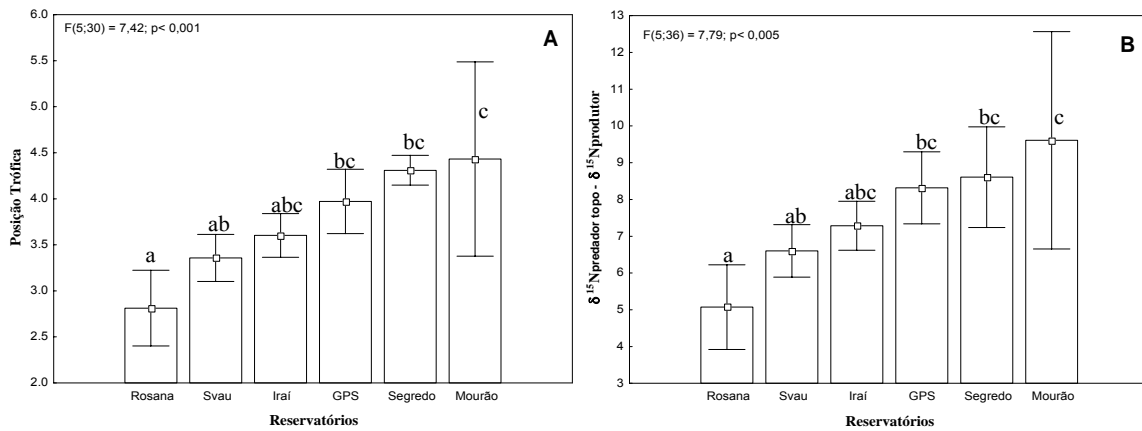 F(5;30) = 7,42; p< 0,001
A
Posição Trófica
6.0
5.5
5.0
4.5
4.0
3.5
3.0
2.5
2.0
a
ab
abc
bc
bc
c
Rosana Svau Iraí GPS Segredo Mourão
Reservatórios
F(5;36) = 7,79; p< 0,005
B
δ ¹⁵Npredador topo - δ ¹⁵Nprodutor
13
12
11
10
9
8
7
6
5
4
3
a
ab
abc
bc
bc
c
Rosana Svau Iraí GPS Segredo Mourão
Reservatórios